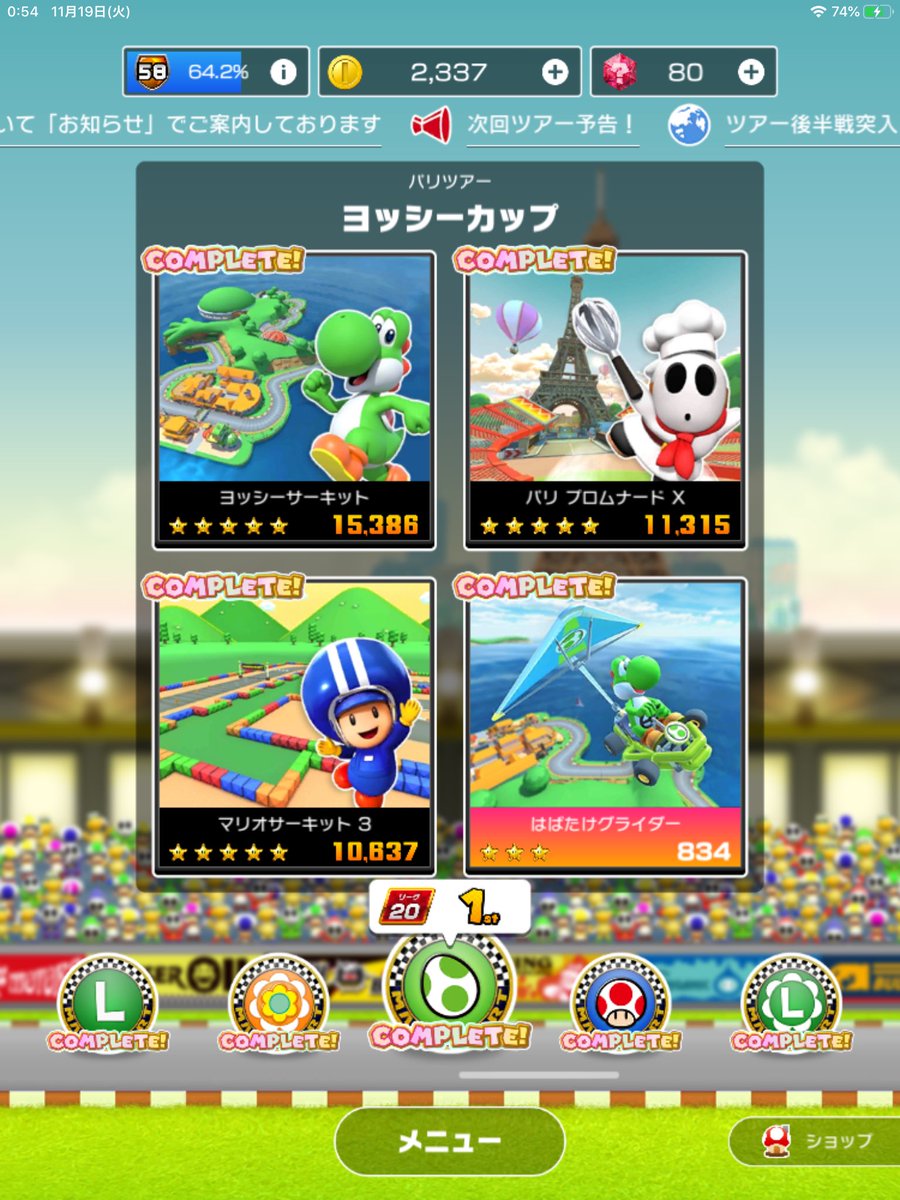 0:54 11月19日(火) 74%
58 64.2% i 2,337 80
いて「お知らせ」でご案内しております 次回ツアー予告！ ツアー後半戦突入
パリツアー
ヨッシーカップ
COMPLETE! COMPLETE!
ヨッシーサーキット パリ プロムナード X
15,386 11,315
COMPLETE! COMPLETE!
マリオサーキット 3 はばたけグライダー
10,637 834
リーグ
20 1st
L L
COMPLETE! COMPLETE! COMPLETE! COMPLETE! COMPLETE!
メニュー ショップ